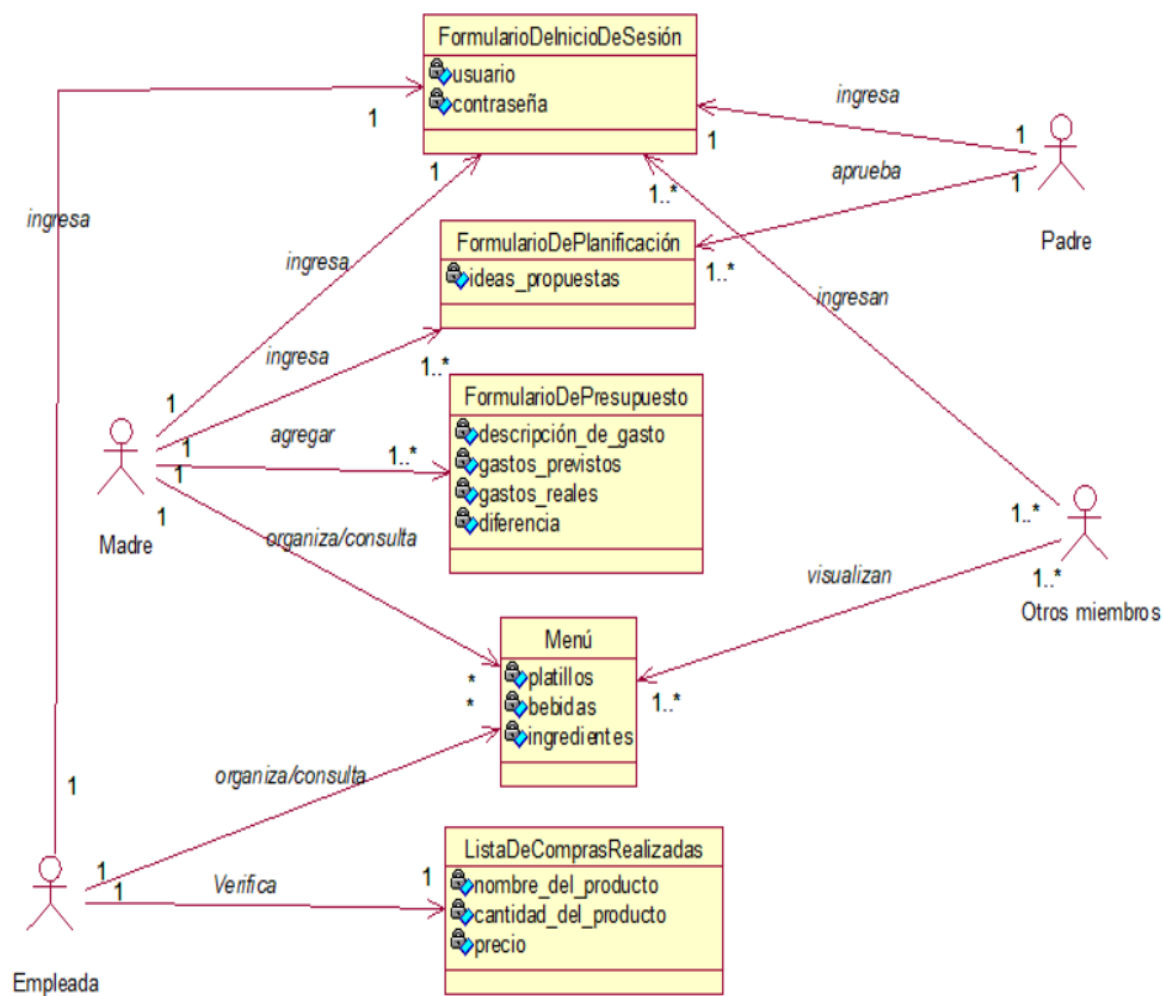 FormularioDeInicioDeSesión
usuario
contraseña
1
1
1
1..*
ingresa
1
aprueba
1
Padre
ingresa
ingresa
FormularioDePlanificación
ideas_propuestas
1..*
ingresan
ingresa
1..*
FormularioDePresupuesto
descripción_de_gasto
gastos_previstos
gastos_reales
diferencia
1
agregar
1..*
1
1
1
Madre
organiza/consulta
1..*
1..*
Otros miembros
visualizan
Menú
platillos
bebidas
ingredientes
*
*
1..*
organiza/consulta
1
ListaDeComprasRealizadas
nombre_del_producto
cantidad_del_producto
precio
1
1
Verifica
1
Empleada